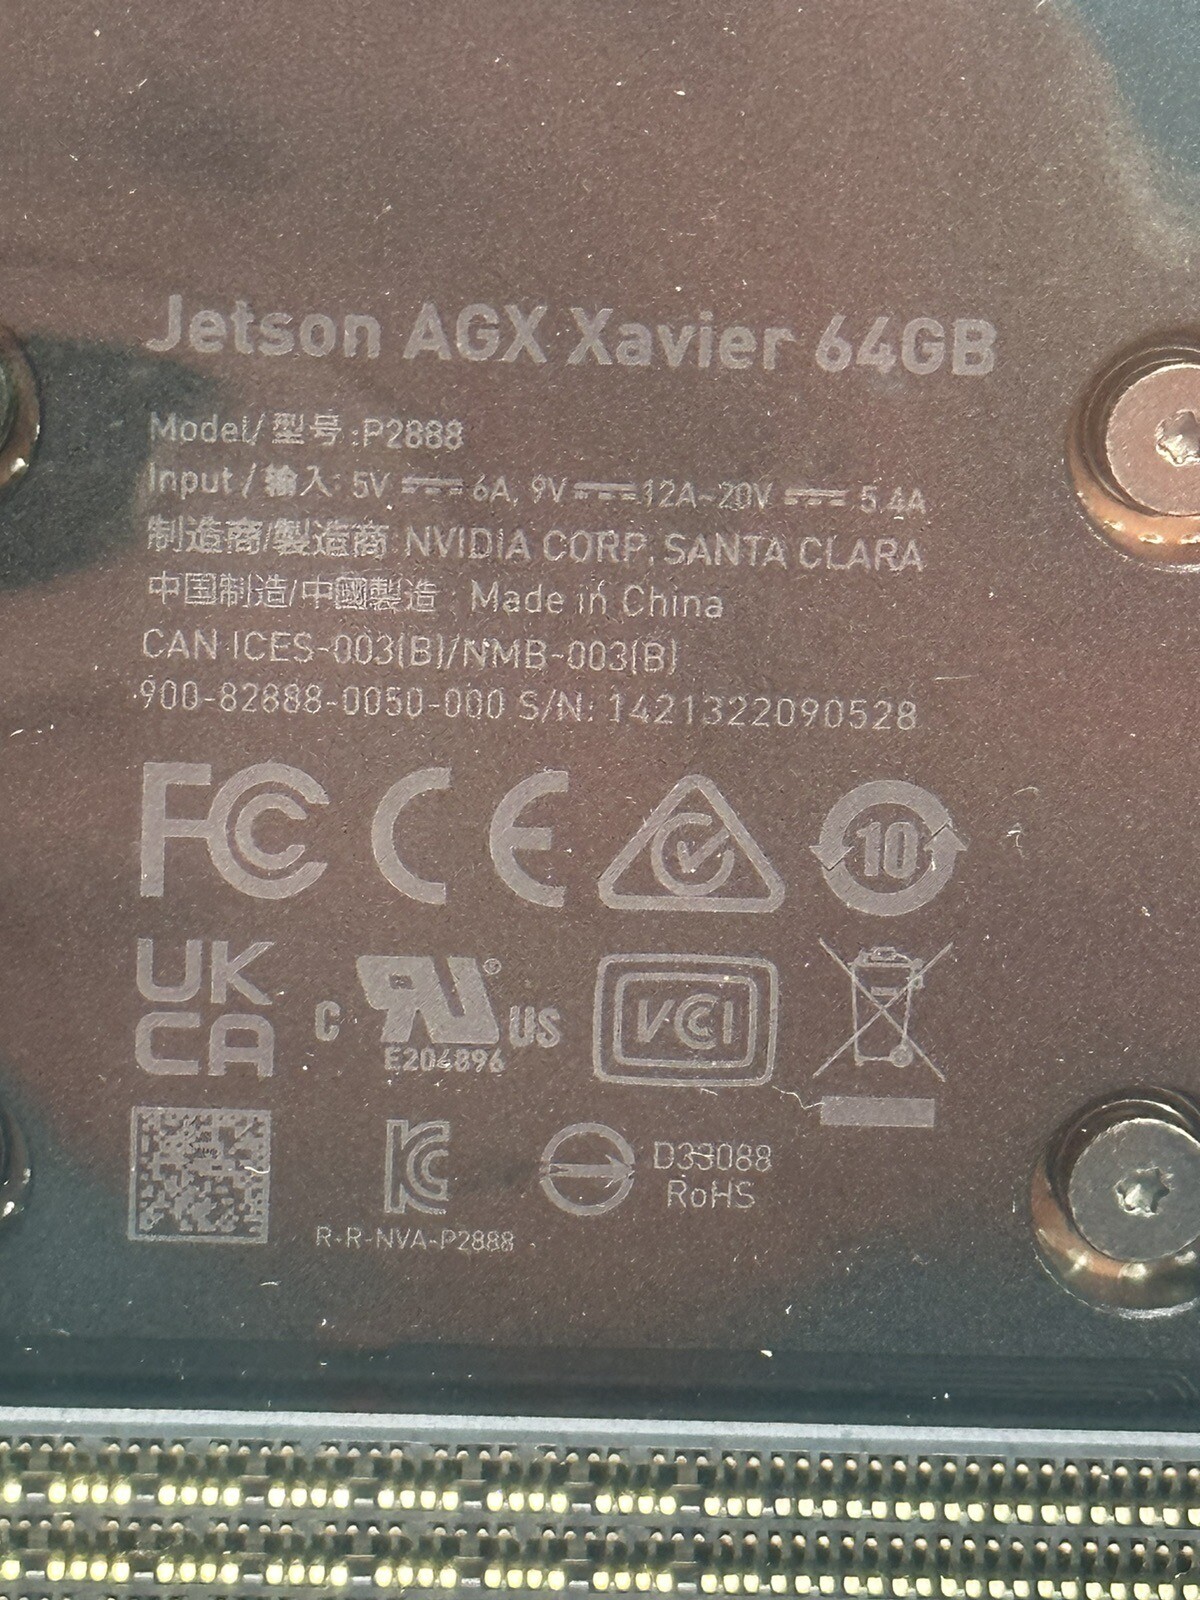 Jetson AGX Xavier 64GB
Model/型号:P2888
Input/输入: 5V ⎓ 6A, 9V ⎓ 12A~20V ⎓ 5.4A
制造商/製造商:NVIDIA CORP, SANTA CLARA
中国制造/中國製造 : Made in China
CAN ICES-003(B)/NMB-003(B)
900-82888-0050-000 S/N: 1421322090528
FC CE 10
UK
CA
C RU® US
E204896
VCCI
KC
R-R-NVA-P2888
D33088
RoHS